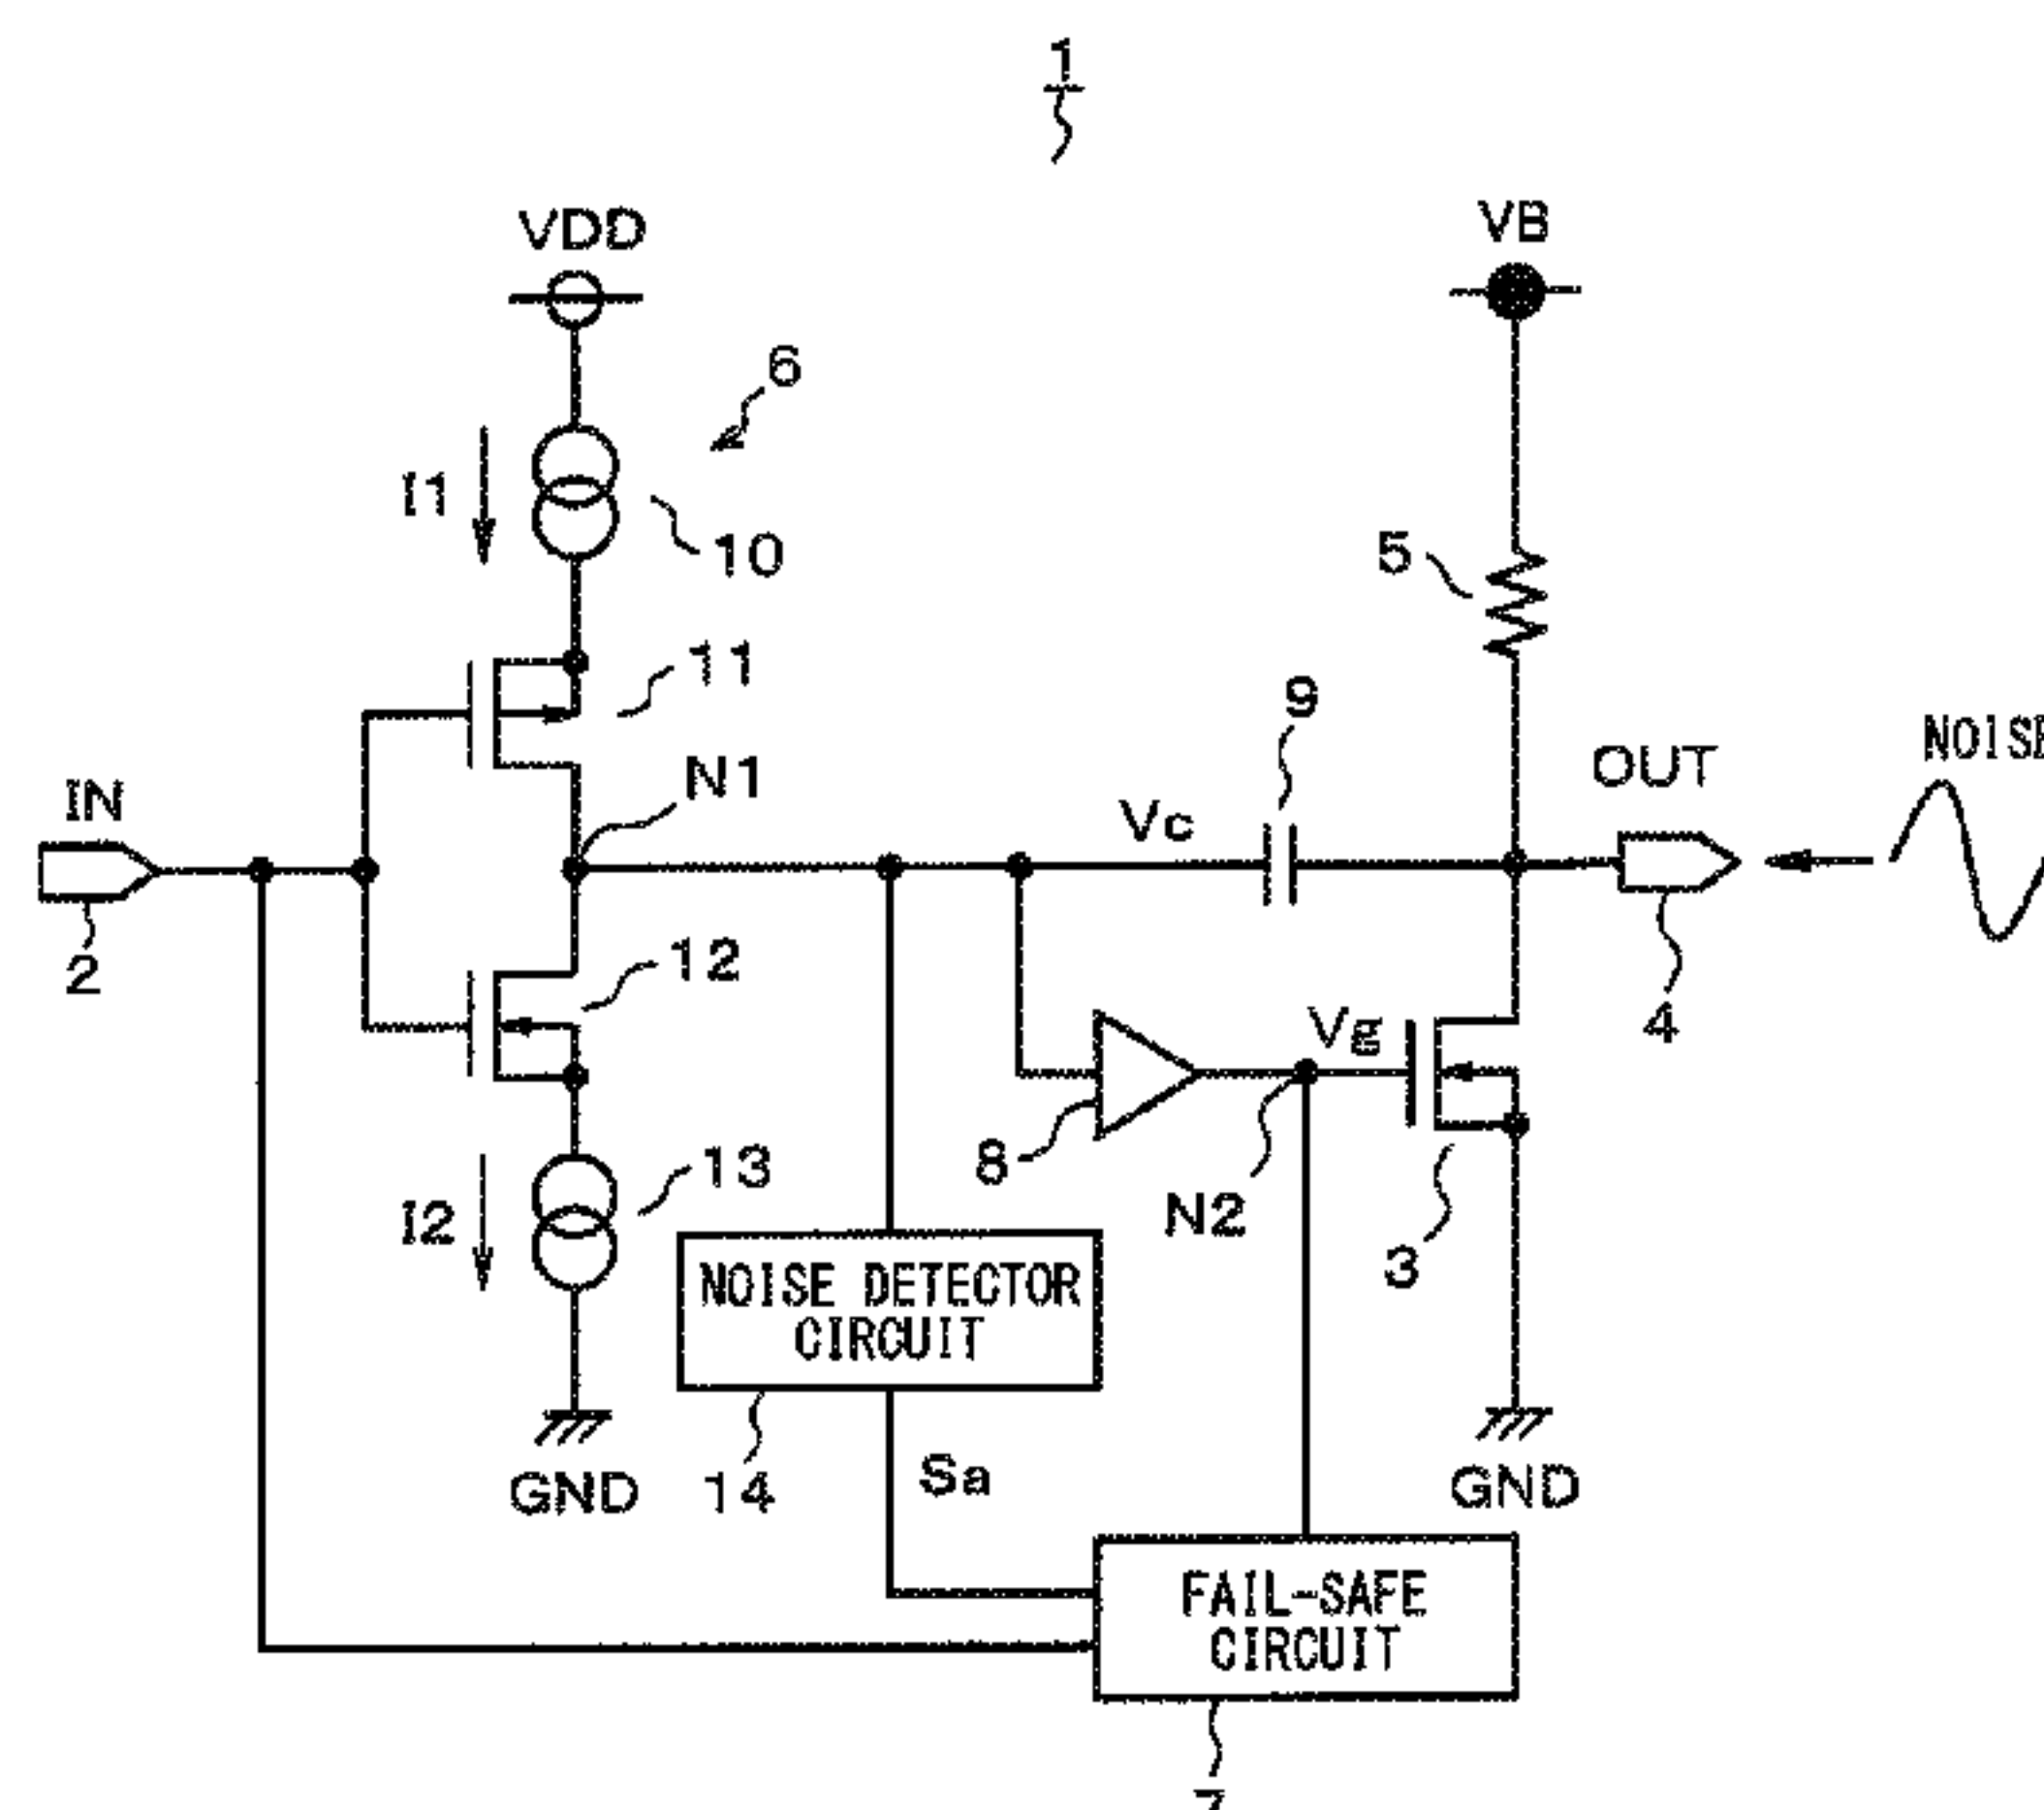 1
VDD
VB
6
I1
10
5
11
9
N1
OUT
NOISE
IN
Vc
2
12
4
Vg
8
13
N2
I2
3
NOISE DETECTOR
CIRCUIT
14
Sa
GND
GND
FAIL-SAFE
CIRCUIT
7